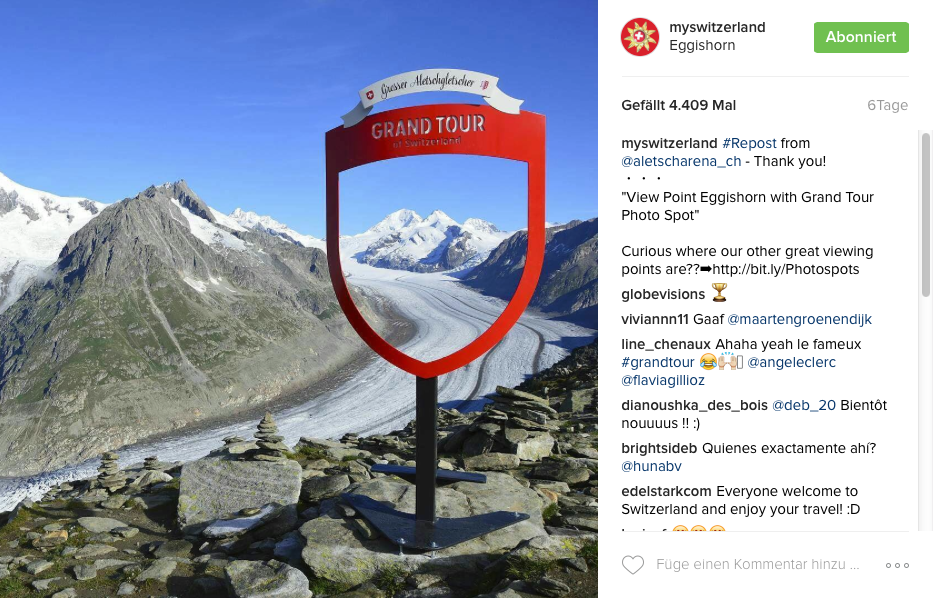 Grosser Aletschgletscher
GRAND TOUR
of Switzerland
myswitzerland
Eggishorn
Abonniert
Gefällt 4.409 Mal
6Tage
myswitzerland #Repost from
@aletscharena_ch - Thank you!
・・・
"View Point Eggishorn with Grand Tour
Photo Spot"
Curious where our other great viewing
points are??➡http://bit.ly/Photospots
globevisions 🏆
viviannn11 Gaaf @maartengroenendijk
line_chenaux Ahaha yeah le fameux
#grandtour 😂🙌🏻 @angeleclerc
@flaviagillioz
dianoushka_des_bois @deb_20 Bientôt
nouuuus !! :)
brightsideb Quienes exactamente ahí?
@hunabv
edelstarkcom Everyone welcome to
Switzerland and enjoy your travel! :D
Füge einen Kommentar hinzu ...